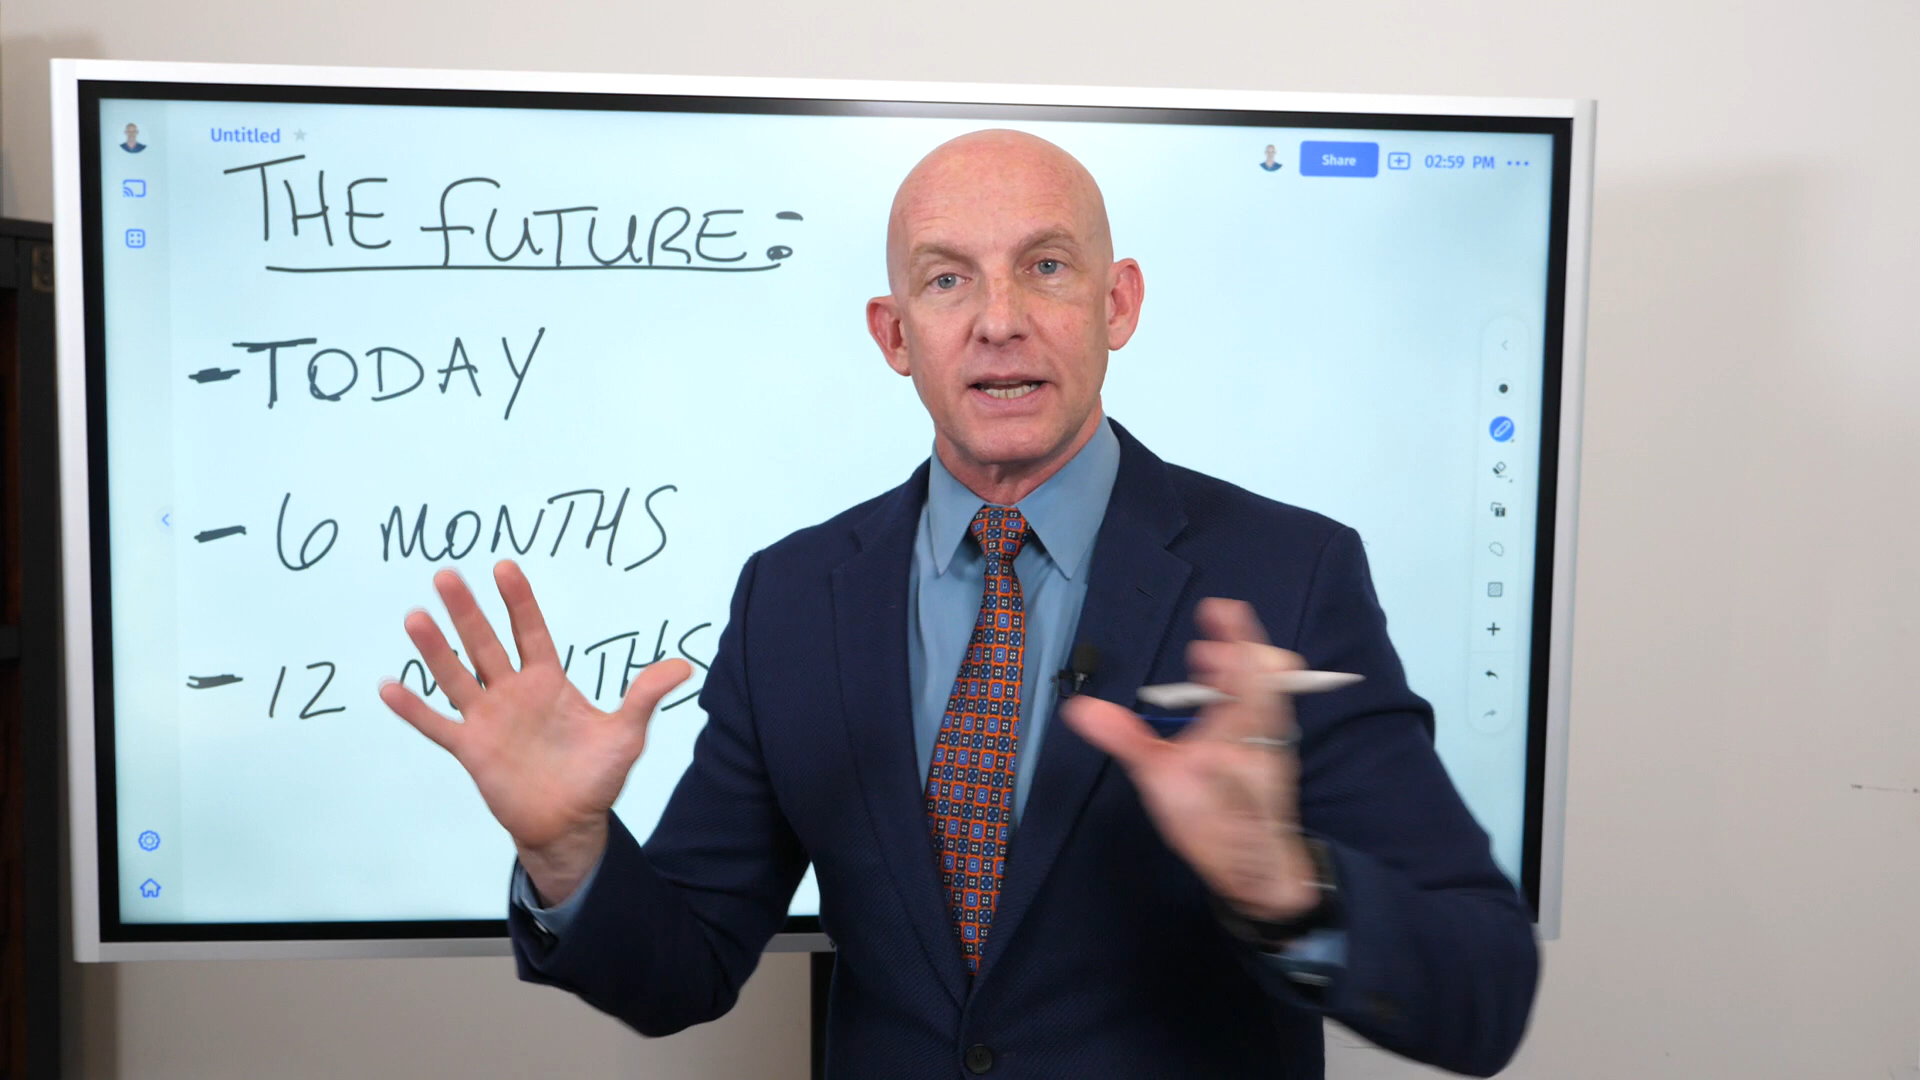 Untitled
Share 02:59 PM
THE FUTURE:
- TODAY
- 6 MONTHS
- 12